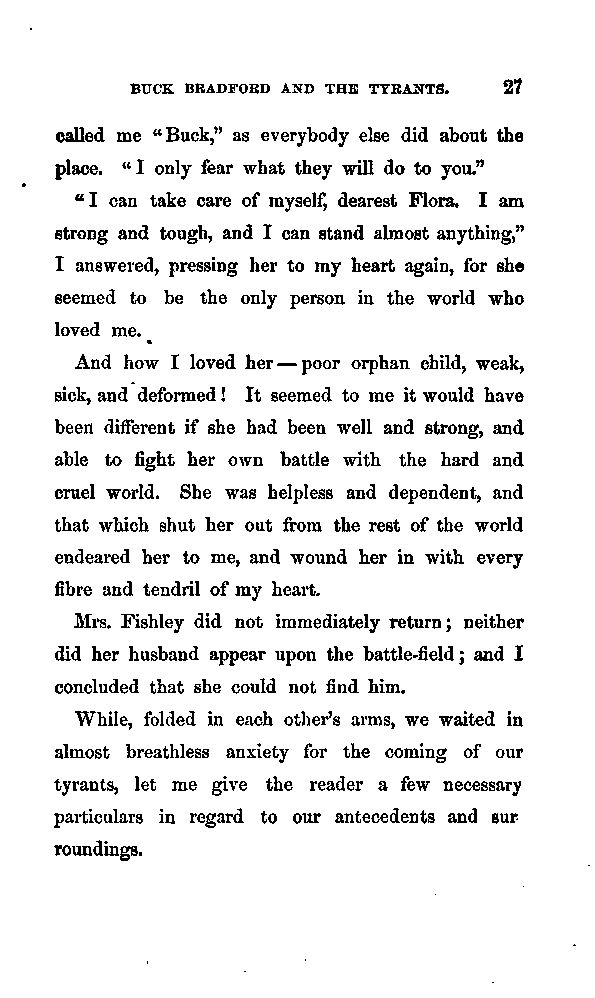 BUCK BRADFORD AND THE TYRANTS. 27
called me “Buck,” as everybody else did about the
place. “I only fear what they will do to you.”
“I can take care of myself, dearest Flora. I am
strong and tough, and I can stand almost anything,”
I answered, pressing her to my heart again, for she
seemed to be the only person in the world who
loved me.
And how I loved her — poor orphan child, weak,
sick, and deformed! It seemed to me it would have
been different if she had been well and strong, and
able to fight her own battle with the hard and
cruel world. She was helpless and dependent, and
that which shut her out from the rest of the world
endeared her to me, and wound her in with every
fibre and tendril of my heart.
Mrs. Fishley did not immediately return; neither
did her husband appear upon the battle-field; and I
concluded that she could not find him.
While, folded in each other’s arms, we waited in
almost breathless anxiety for the coming of our
tyrants, let me give the reader a few necessary
particulars in regard to our antecedents and sur
roundings.